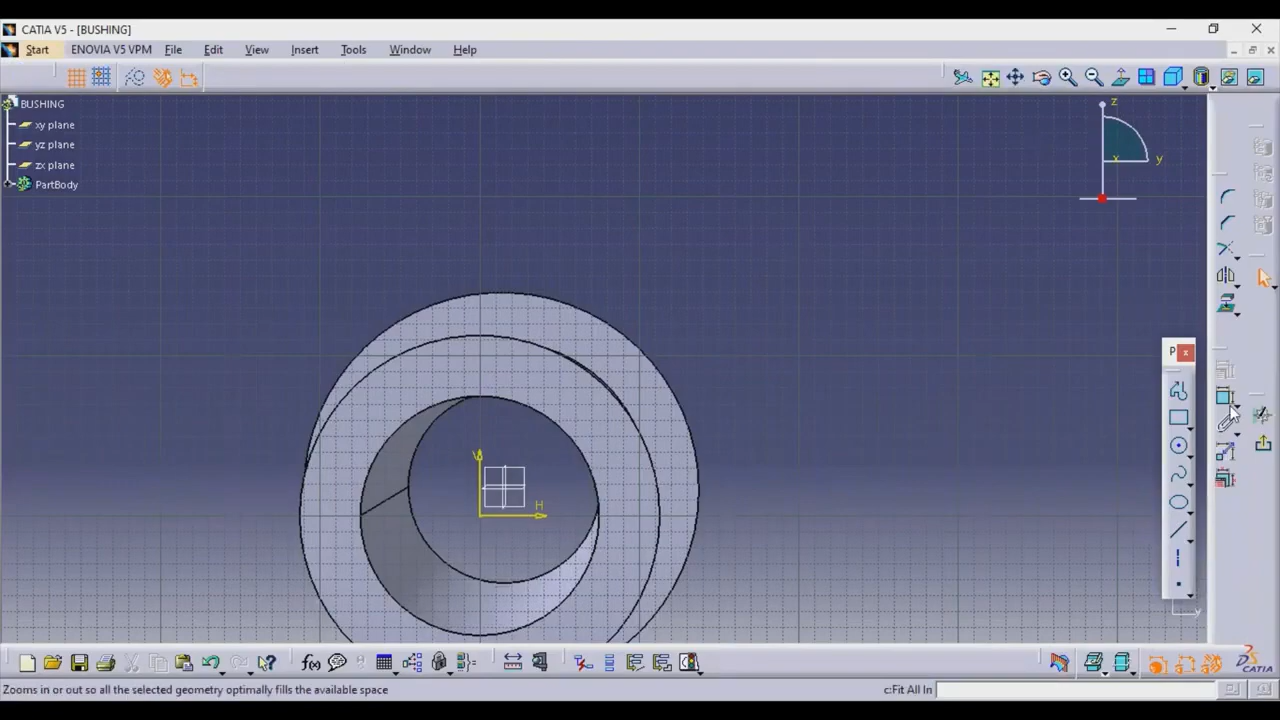 CATIA V5 - [BUSHING]
Start ENOVIA V5 VPM File Edit View Insert Tools Window Help
BUSHING
xy plane
yz plane
zx plane
PartBody
z
x y
P
V
H
y
f(x)
CATIA
Zooms in or out so all the selected geometry optimally fills the available space
c:Fit All In